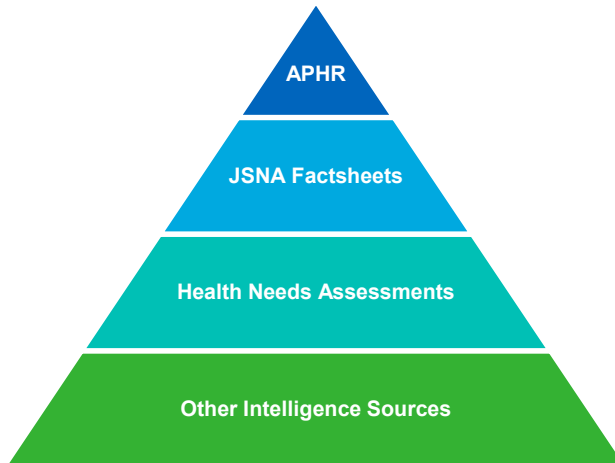 APHR
JSNA Factsheets
Health Needs Assessments
Other Intelligence Sources